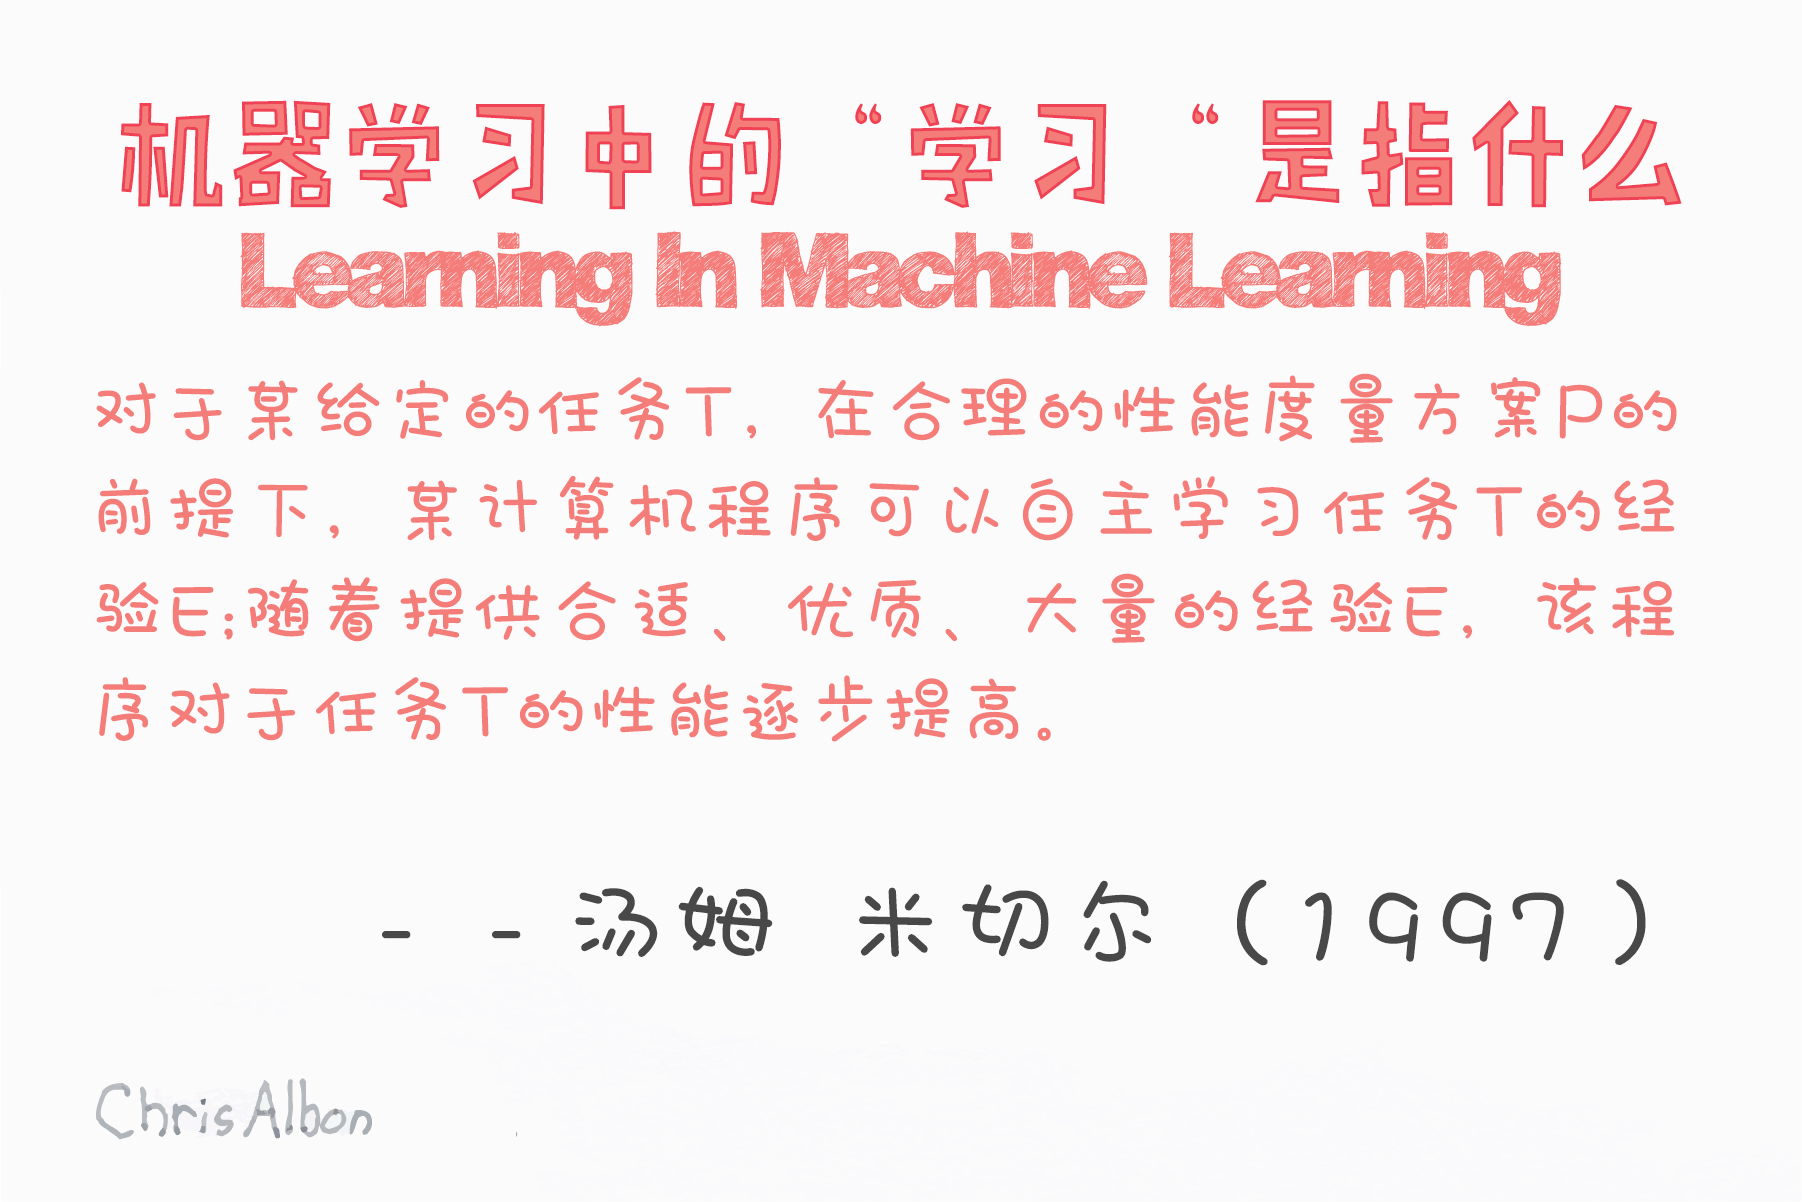 机器学习中的“学习“是指什么
Learning In Machine Learning
对于某给定的任务T，在合理的性能度量方案P的
前提下，某计算机程序可以自主学习任务T的经
验E;随着提供合适、优质、大量的经验E，该程
序对于任务T的性能逐步提高。
- - 汤姆 米切尔（1997）
Chris Albon